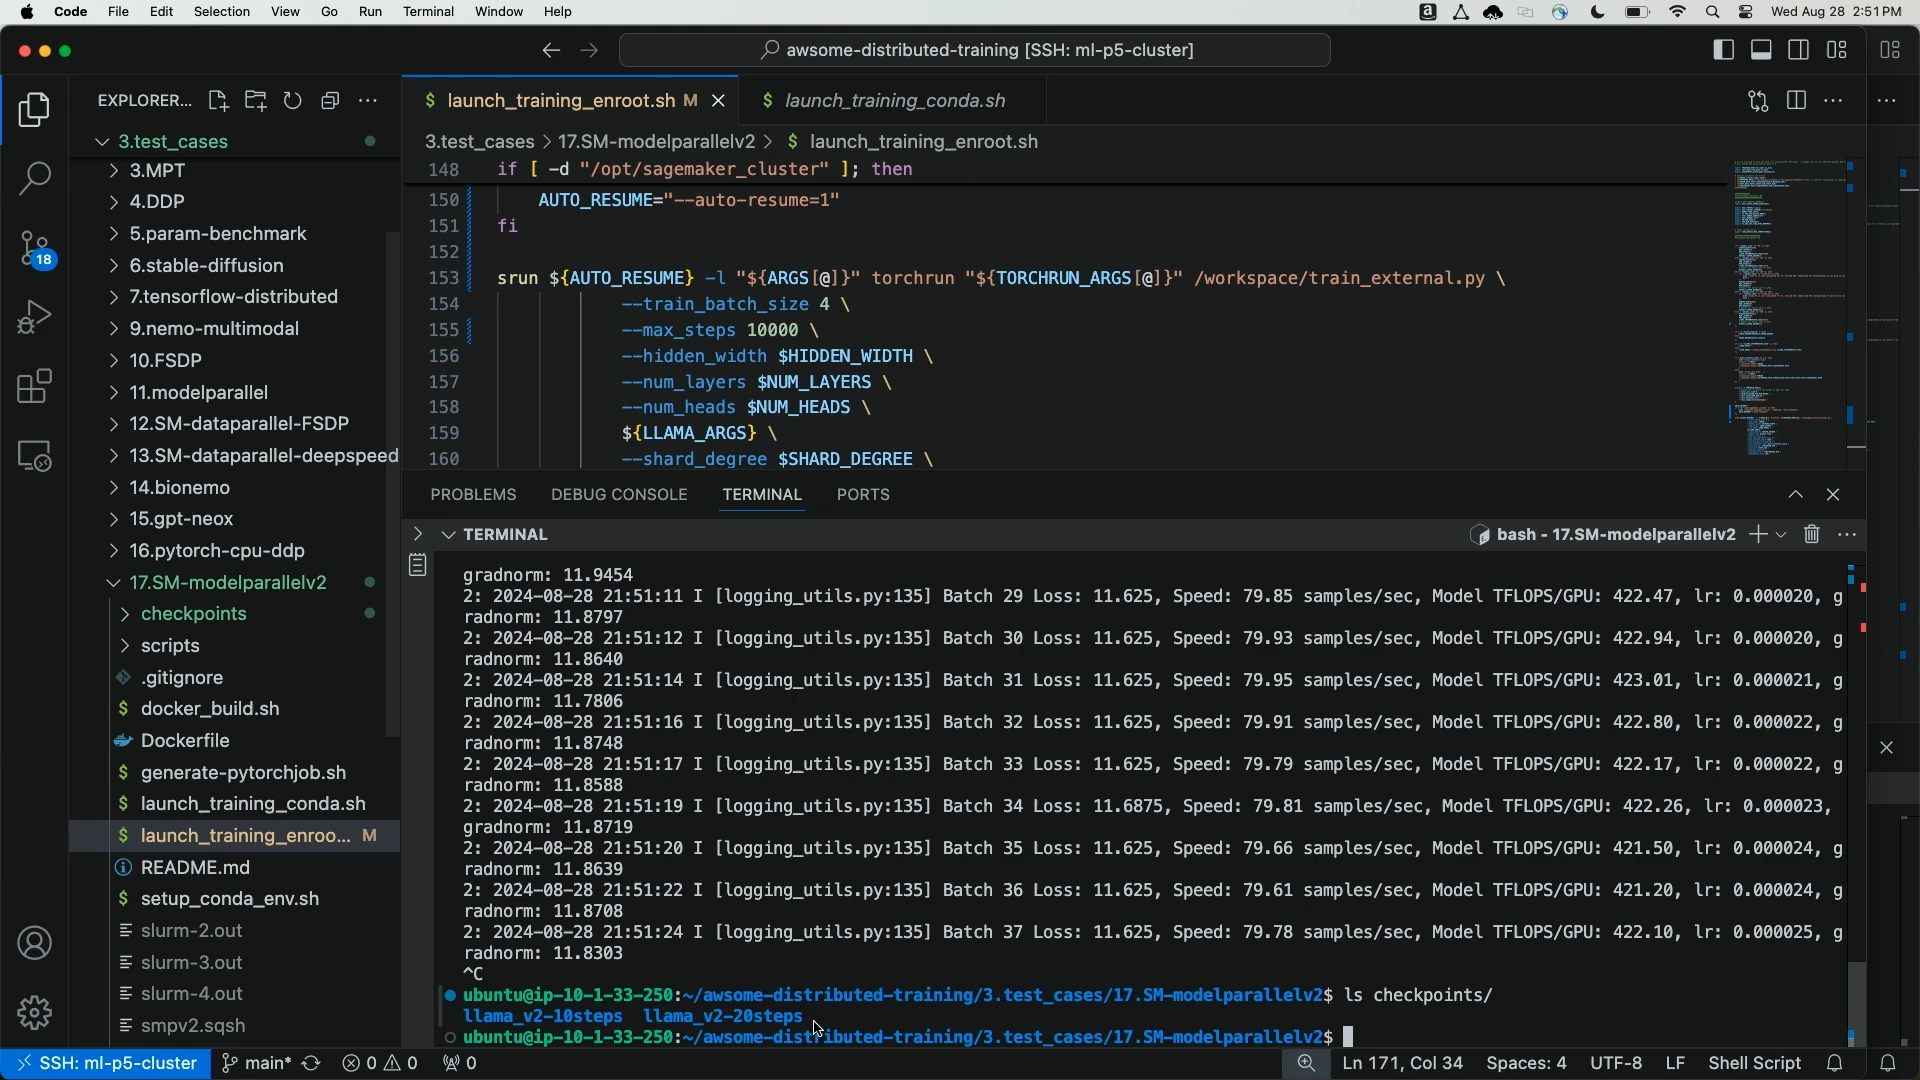 Code File Edit Selection View Go Run Terminal Window Help
Wed Aug 28 2:51 PM
awsome-distributed-training [SSH: ml-p5-cluster]
EXPLORER...
3.test_cases
3.MPT
4.DDP
5.param-benchmark
6.stable-diffusion
7.tensorflow-distributed
9.nemo-multimodal
10.FSDP
11.modelparallel
12.SM-dataparallel-FSDP
13.SM-dataparallel-deepspeed
14.bionemo
15.gpt-neox
16.pytorch-cpu-ddp
17.SM-modelparallelv2
checkpoints
scripts
.gitignore
$ docker_build.sh
Dockerfile
$ generate-pytorchjob.sh
$ launch_training_conda.sh
$ launch_training_enroo... M
README.md
$ setup_conda_env.sh
slurm-2.out
slurm-3.out
slurm-4.out
smpv2.sqsh
18
$ launch_training_enroot.sh M
$ launch_training_conda.sh
3.test_cases > 17.SM-modelparallelv2 > $ launch_training_enroot.sh
148 if [ -d "/opt/sagemaker_cluster" ]; then
150 AUTO_RESUME="--auto-resume=1"
151 fi
152
153 srun ${AUTO_RESUME} -l "${ARGS[@]}" torchrun "${TORCHRUN_ARGS[@]}" /workspace/train_external.py \
154 --train_batch_size 4 \
155 --max_steps 10000 \
156 --hidden_width $HIDDEN_WIDTH \
157 --num_layers $NUM_LAYERS \
158 --num_heads $NUM_HEADS \
159 ${LLAMA_ARGS} \
160 --shard_degree $SHARD_DEGREE \
PROBLEMS DEBUG CONSOLE TERMINAL PORTS
TERMINAL
bash - 17.SM-modelparallelv2
gradnorm: 11.9454
2: 2024-08-28 21:51:11 I [logging_utils.py:135] Batch 29 Loss: 11.625, Speed: 79.85 samples/sec, Model TFLOPS/GPU: 422.47, lr: 0.000020, g
radnorm: 11.8797
2: 2024-08-28 21:51:12 I [logging_utils.py:135] Batch 30 Loss: 11.625, Speed: 79.93 samples/sec, Model TFLOPS/GPU: 422.94, lr: 0.000020, g
radnorm: 11.8640
2: 2024-08-28 21:51:14 I [logging_utils.py:135] Batch 31 Loss: 11.625, Speed: 79.95 samples/sec, Model TFLOPS/GPU: 423.01, lr: 0.000021, g
radnorm: 11.7806
2: 2024-08-28 21:51:16 I [logging_utils.py:135] Batch 32 Loss: 11.625, Speed: 79.91 samples/sec, Model TFLOPS/GPU: 422.80, lr: 0.000022, g
radnorm: 11.8748
2: 2024-08-28 21:51:17 I [logging_utils.py:135] Batch 33 Loss: 11.625, Speed: 79.79 samples/sec, Model TFLOPS/GPU: 422.17, lr: 0.000022, g
radnorm: 11.8588
2: 2024-08-28 21:51:19 I [logging_utils.py:135] Batch 34 Loss: 11.6875, Speed: 79.81 samples/sec, Model TFLOPS/GPU: 422.26, lr: 0.000023,
gradnorm: 11.8719
2: 2024-08-28 21:51:20 I [logging_utils.py:135] Batch 35 Loss: 11.625, Speed: 79.66 samples/sec, Model TFLOPS/GPU: 421.50, lr: 0.000024, g
radnorm: 11.8639
2: 2024-08-28 21:51:22 I [logging_utils.py:135] Batch 36 Loss: 11.625, Speed: 79.61 samples/sec, Model TFLOPS/GPU: 421.20, lr: 0.000024, g
radnorm: 11.8708
2: 2024-08-28 21:51:24 I [logging_utils.py:135] Batch 37 Loss: 11.625, Speed: 79.78 samples/sec, Model TFLOPS/GPU: 422.10, lr: 0.000025, g
radnorm: 11.8303
^C
ubuntu@ip-10-1-33-250:~/awsome-distributed-training/3.test_cases/17.SM-modelparallelv2$ ls checkpoints/
llama_v2-10steps llama_v2-20steps
ubuntu@ip-10-1-33-250:~/awsome-distributed-training/3.test_cases/17.SM-modelparallelv2$
SSH: ml-p5-cluster main* 0 0 0
Ln 171, Col 34 Spaces: 4 UTF-8 LF Shell Script